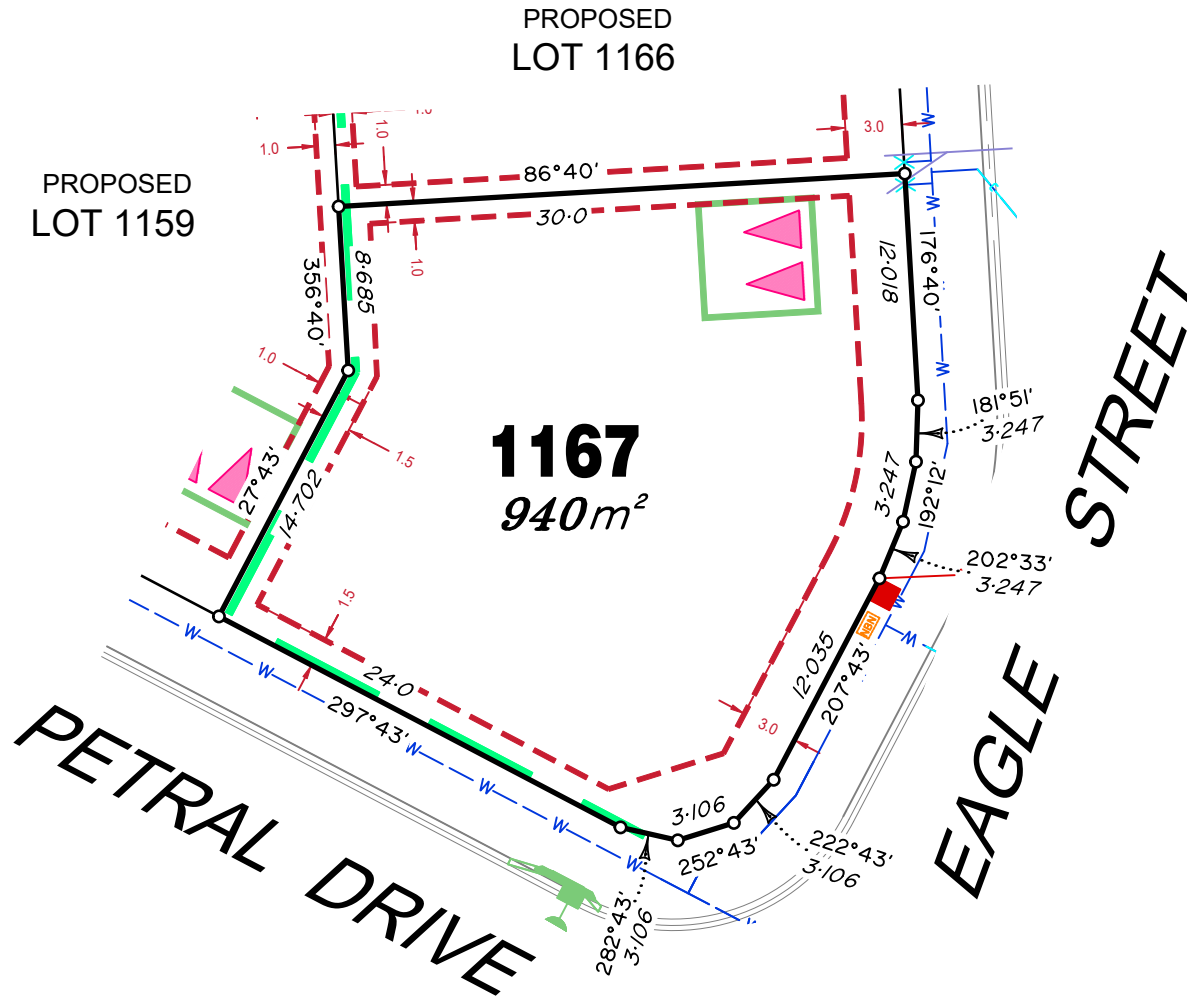 PROPOSED
LOT 1166
PROPOSED
LOT 1159
1.0
1.0
1.0
3.0
86°40'
30·0
1.0
356°40'
8·685
12·018
176°40'
1.0
1.5
27°43'
14·702
1167
940m²
181°51'
3·247
3·247
192°12'
202°33'
3·247
NBN
1.5
24·0
297°43'
12·035
207°43'
3.0
3·106
252°43'
222°43'
3·106
282°43'
3·106
W
W
W
W
W
W
W
W
W
W
W
PETRAL DRIVE
EAGLE STREET